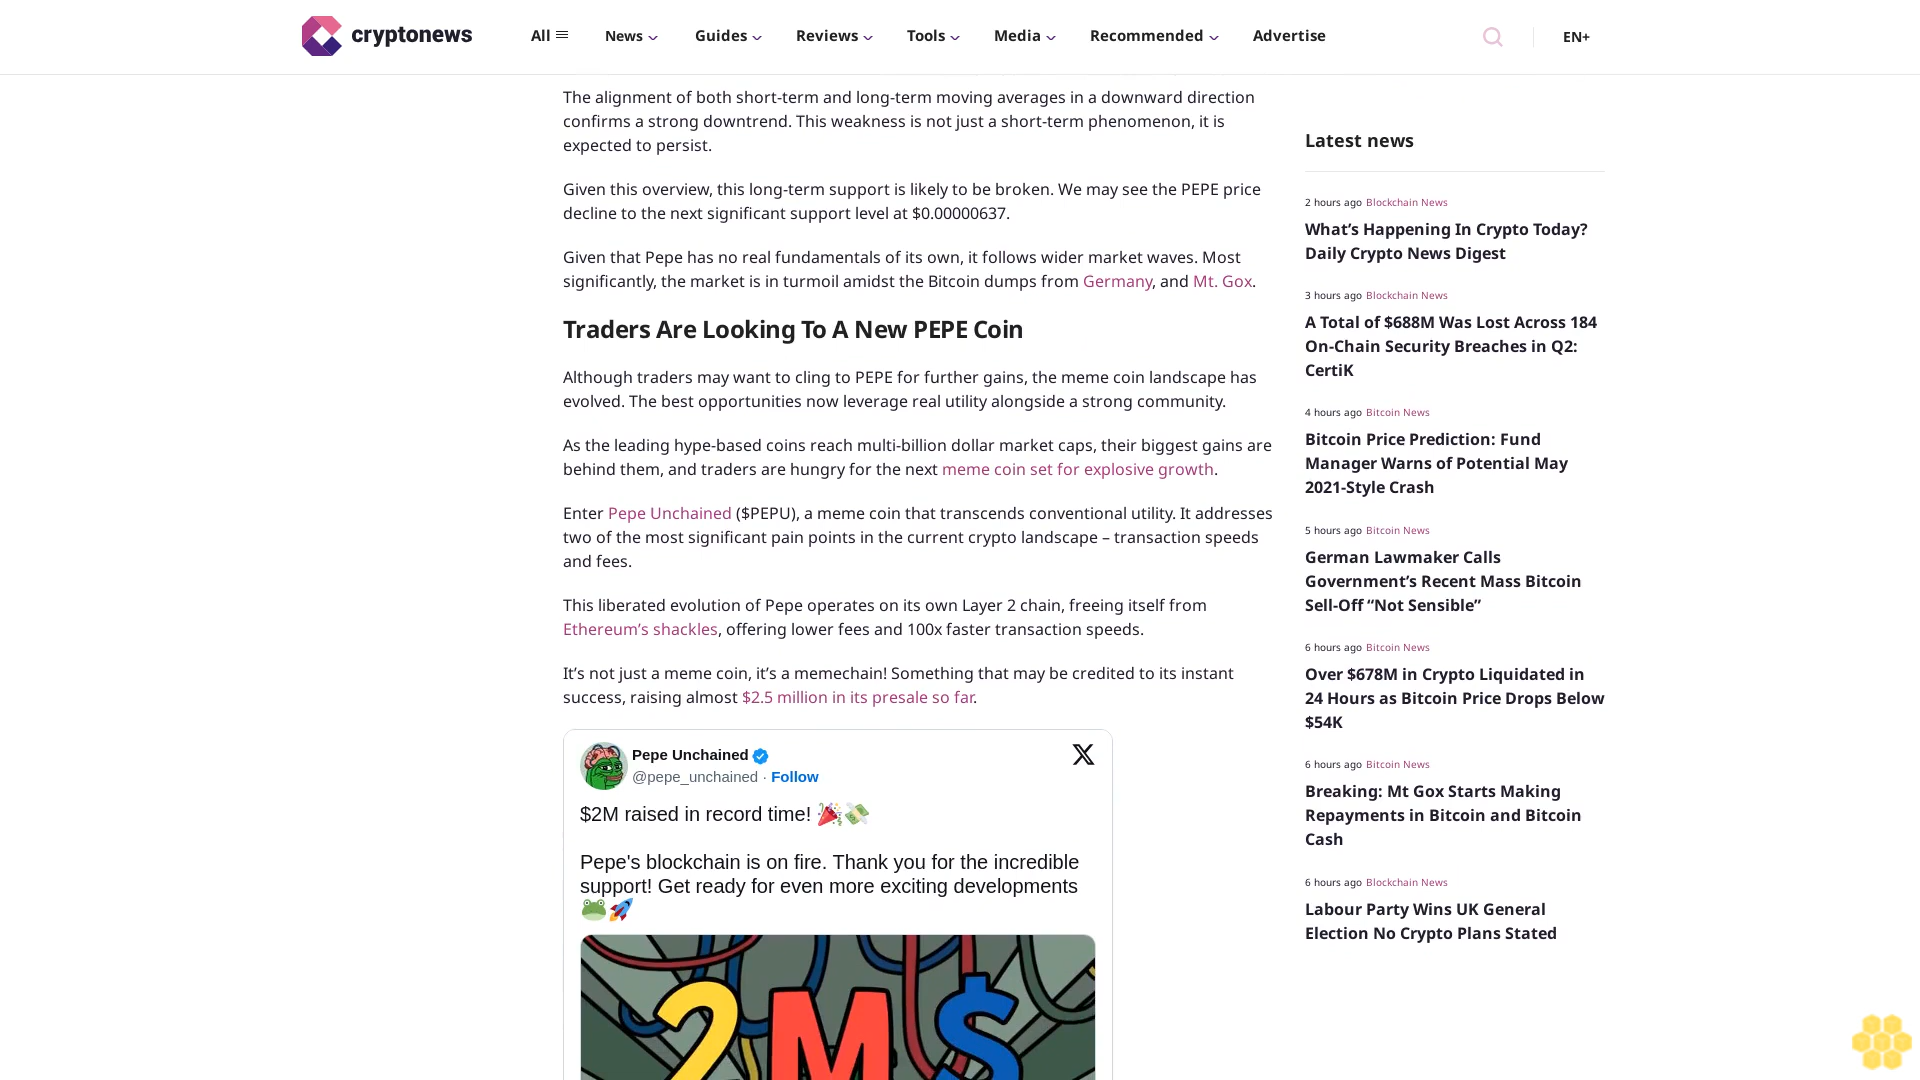 cryptonews
All
News
Guides
Reviews
Tools
Media
Recommended
Advertise
EN+
The alignment of both short-term and long-term moving averages in a downward direction
confirms a strong downtrend. This weakness is not just a short-term phenomenon, it is
expected to persist.
Given this overview, this long-term support is likely to be broken. We may see the PEPE price
decline to the next significant support level at $0.00000637.
Given that Pepe has no real fundamentals of its own, it follows wider market waves. Most
significantly, the market is in turmoil amidst the Bitcoin dumps from Germany, and Mt. Gox.
Traders Are Looking To A New PEPE Coin
Although traders may want to cling to PEPE for further gains, the meme coin landscape has
evolved. The best opportunities now leverage real utility alongside a strong community.
As the leading hype-based coins reach multi-billion dollar market caps, their biggest gains are
behind them, and traders are hungry for the next meme coin set for explosive growth.
Enter Pepe Unchained ($PEPU), a meme coin that transcends conventional utility. It addresses
two of the most significant pain points in the current crypto landscape – transaction speeds
and fees.
This liberated evolution of Pepe operates on its own Layer 2 chain, freeing itself from
Ethereum’s shackles, offering lower fees and 100x faster transaction speeds.
It’s not just a meme coin, it’s a memechain! Something that may be credited to its instant
success, raising almost $2.5 million in its presale so far.
Pepe Unchained
@pepe_unchained · Follow
$2M raised in record time! 🎉💸
Pepe's blockchain is on fire. Thank you for the incredible
support! Get ready for even more exciting developments
🐸🚀
2M$
Latest news
2 hours ago Blockchain News
What’s Happening In Crypto Today?
Daily Crypto News Digest
3 hours ago Blockchain News
A Total of $688M Was Lost Across 184
On-Chain Security Breaches in Q2:
CertiK
4 hours ago Bitcoin News
Bitcoin Price Prediction: Fund
Manager Warns of Potential May
2021-Style Crash
5 hours ago Bitcoin News
German Lawmaker Calls
Government’s Recent Mass Bitcoin
Sell-Off “Not Sensible”
6 hours ago Bitcoin News
Over $678M in Crypto Liquidated in
24 Hours as Bitcoin Price Drops Below
$54K
6 hours ago Bitcoin News
Breaking: Mt Gox Starts Making
Repayments in Bitcoin and Bitcoin
Cash
6 hours ago Blockchain News
Labour Party Wins UK General
Election No Crypto Plans Stated